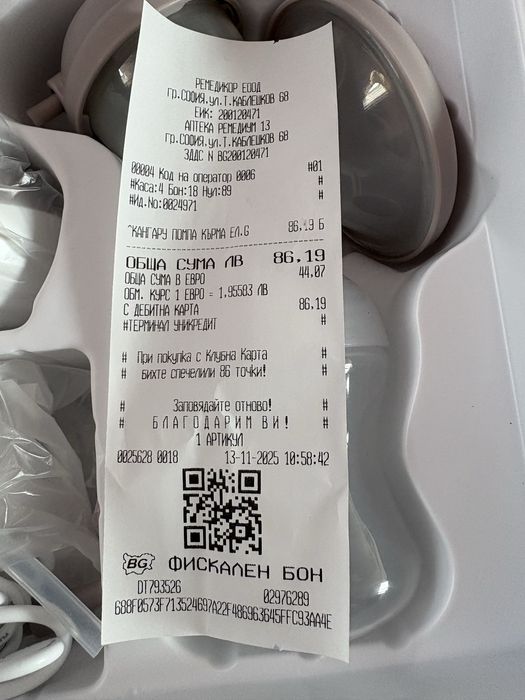 РЕМЕДИКОР ЕООД
гр.СОФИЯ,ул.Т.КАБЛЕШКОВ 68
ЕИК: 200120471
АПТЕКА РЕМЕДИУМ 13
гр.СОФИЯ,ул.Т.КАБЛЕШКОВ 68
ЗДДС N BG200120471
00004 Код на оператор 0006 #01
#Каса:4 Бон:18 Нул:89 #
#Ид.No:0024971 #
^КАНГАРУ ПОМПА КЪРМА ЕЛ.G 86.19 Б
ОБЩА СУМА ЛВ 86.19
ОБЩА СУМА В ЕВРО 44.07
ОБМ. КУРС 1 ЕВРО = 1,95583 ЛВ
С ДЕБИТНА КАРТА 86.19
#ТЕРМИНАЛ УНИКРЕДИТ #
# При покупка с Клубна Карта #
# бихте спечелили 86 точки! #
# Заповядайте отново! #
# Б Л А Г О Д А Р И М В И ! #
1 АРТИКУЛ
0025628 0018 13-11-2025 10:58:42
BG ФИСКАЛЕН БОН
DT793526 02976289
688F0573F713524697A22F486963645FFC93AA4E